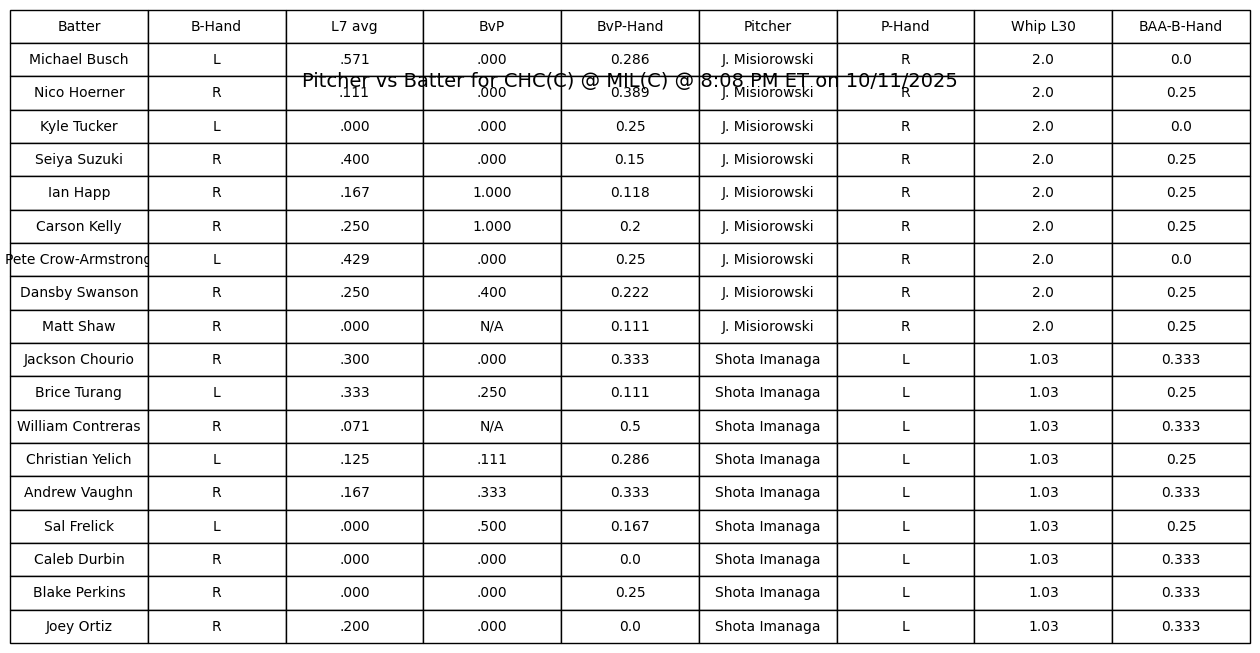 Batter B-Hand L7 avg BvP BvP-Hand Pitcher P-Hand Whip L30 BAA-B-Hand
Michael Busch L .571 .000 0.286 J. Misiorowski R 2.0 0.0
Pitcher vs Batter for CHC(C) @ MIL(C) @ 8:08 PM ET on 10/11/2025
Nico Hoerner R .111 .000 0.389 J. Misiorowski R 2.0 0.25
Kyle Tucker L .000 .000 0.25 J. Misiorowski R 2.0 0.0
Seiya Suzuki R .400 .000 0.15 J. Misiorowski R 2.0 0.25
Ian Happ R .167 1.000 0.118 J. Misiorowski R 2.0 0.25
Carson Kelly R .250 1.000 0.2 J. Misiorowski R 2.0 0.25
Pete Crow-Armstrong L .429 .000 0.25 J. Misiorowski R 2.0 0.0
Dansby Swanson R .250 .400 0.222 J. Misiorowski R 2.0 0.25
Matt Shaw R .000 N/A 0.111 J. Misiorowski R 2.0 0.25
Jackson Chourio R .300 .000 0.333 Shota Imanaga L 1.03 0.333
Brice Turang L .333 .250 0.111 Shota Imanaga L 1.03 0.25
William Contreras R .071 N/A 0.5 Shota Imanaga L 1.03 0.333
Christian Yelich L .125 .111 0.286 Shota Imanaga L 1.03 0.25
Andrew Vaughn R .167 .333 0.333 Shota Imanaga L 1.03 0.333
Sal Frelick L .000 .500 0.167 Shota Imanaga L 1.03 0.25
Caleb Durbin R .000 .000 0.0 Shota Imanaga L 1.03 0.333
Blake Perkins R .000 .000 0.25 Shota Imanaga L 1.03 0.333
Joey Ortiz R .200 .000 0.0 Shota Imanaga L 1.03 0.333